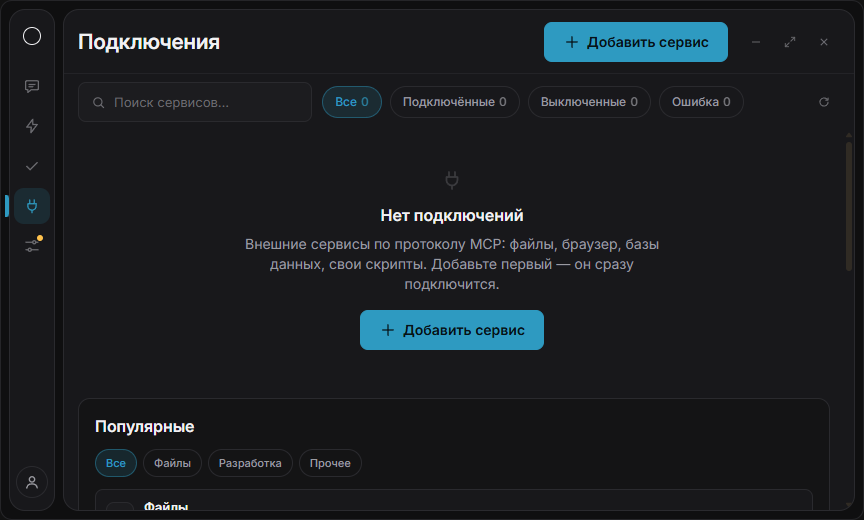 Подключения
Добавить сервис
Поиск сервисов...
Все 0
Подключённые 0
Выключенные 0
Ошибка 0
Нет подключений
Внешние сервисы по протоколу MCP: файлы, браузер, базы
данных, свои скрипты. Добавьте первый — он сразу
подключится.
Добавить сервис
Популярные
Все
Файлы
Разработка
Прочее
Файлы